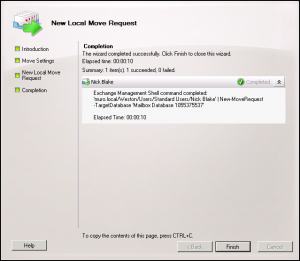 New Local Move Request
Introduction
Move Settings
New Local Move
Request
Completion
Completion
The wizard completed successfully. Click Finish to close this wizard.
Elapsed time: 00:00:10
Summary: 1 item(s). 1 succeeded, 0 failed.
Nick Blake
Completed
Exchange Management Shell command completed:
'nuro.local/Weston/Users/Standard Users/Nick Blake' | New-MoveRequest
-TargetDatabase 'Mailbox Database 1095375537'
Elapsed Time: 00:00:10
To copy the contents of this page, press CTRL+C.
Help
< Back
Finish
Cancel